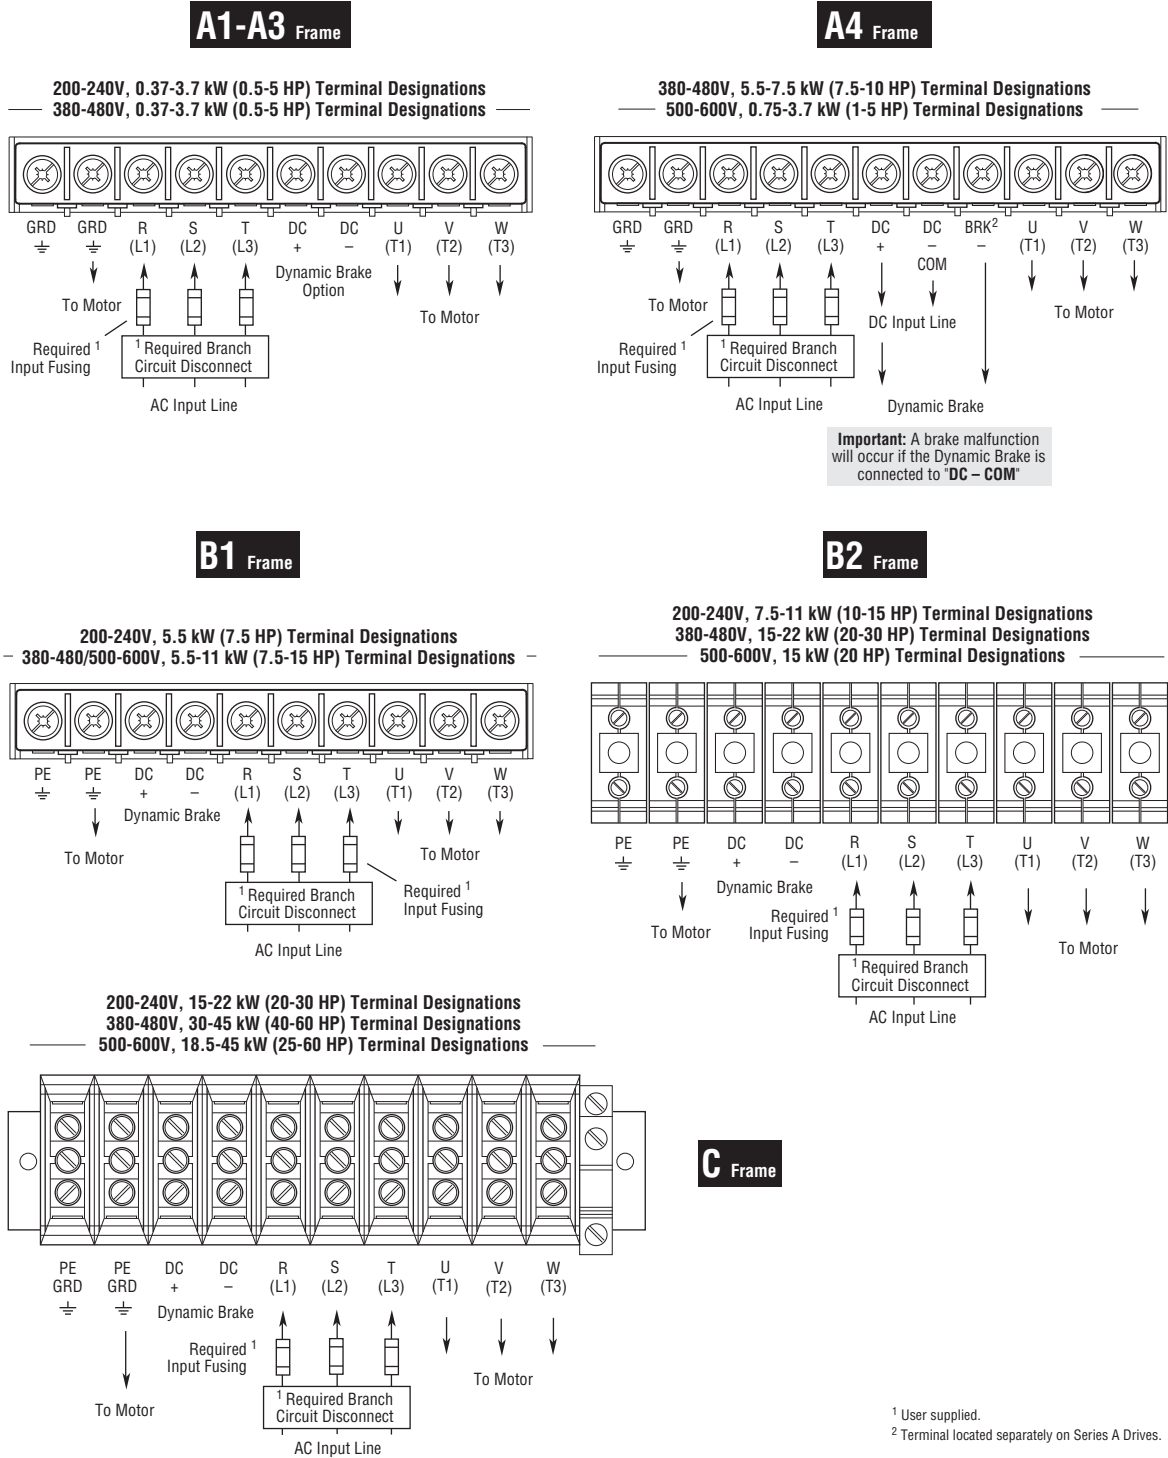 A1-A3 Frame
200-240V, 0.37-3.7 kW (0.5-5 HP) Terminal Designations
380-480V, 0.37-3.7 kW (0.5-5 HP) Terminal Designations
GRD GRD R S T DC DC U V W
(L1) (L2) (L3) + – (T1) (T2) (T3)
Dynamic Brake
Option
To Motor
To Motor
Required 1
Input Fusing
1 Required Branch
Circuit Disconnect
AC Input Line
A4 Frame
380-480V, 5.5-7.5 kW (7.5-10 HP) Terminal Designations
500-600V, 0.75-3.7 kW (1-5 HP) Terminal Designations
GRD GRD R S T DC DC BRK2 U V W
(L1) (L2) (L3) + – – (T1) (T2) (T3)
COM
To Motor
DC Input Line
To Motor
Required 1
Input Fusing
1 Required Branch
Circuit Disconnect
AC Input Line
Dynamic Brake
Important: A brake malfunction
will occur if the Dynamic Brake is
connected to "DC – COM"
B1 Frame
200-240V, 5.5 kW (7.5 HP) Terminal Designations
380-480/500-600V, 5.5-11 kW (7.5-15 HP) Terminal Designations
PE PE DC DC R S T U V W
+ – (L1) (L2) (L3) (T1) (T2) (T3)
Dynamic Brake
To Motor
To Motor
1 Required Branch
Circuit Disconnect
Required 1
Input Fusing
AC Input Line
B2 Frame
200-240V, 7.5-11 kW (10-15 HP) Terminal Designations
380-480V, 15-22 kW (20-30 HP) Terminal Designations
500-600V, 15 kW (20 HP) Terminal Designations
PE PE DC DC R S T U V W
+ – (L1) (L2) (L3) (T1) (T2) (T3)
Dynamic Brake
To Motor
Required 1
Input Fusing
To Motor
1 Required Branch
Circuit Disconnect
AC Input Line
200-240V, 15-22 kW (20-30 HP) Terminal Designations
380-480V, 30-45 kW (40-60 HP) Terminal Designations
500-600V, 18.5-45 kW (25-60 HP) Terminal Designations
C Frame
PE PE DC DC R S T U V W
GRD GRD + – (L1) (L2) (L3) (T1) (T2) (T3)
Dynamic Brake
Required 1
Input Fusing
To Motor
To Motor
1 Required Branch
Circuit Disconnect
AC Input Line
1 User supplied.
2 Terminal located separately on Series A Drives.